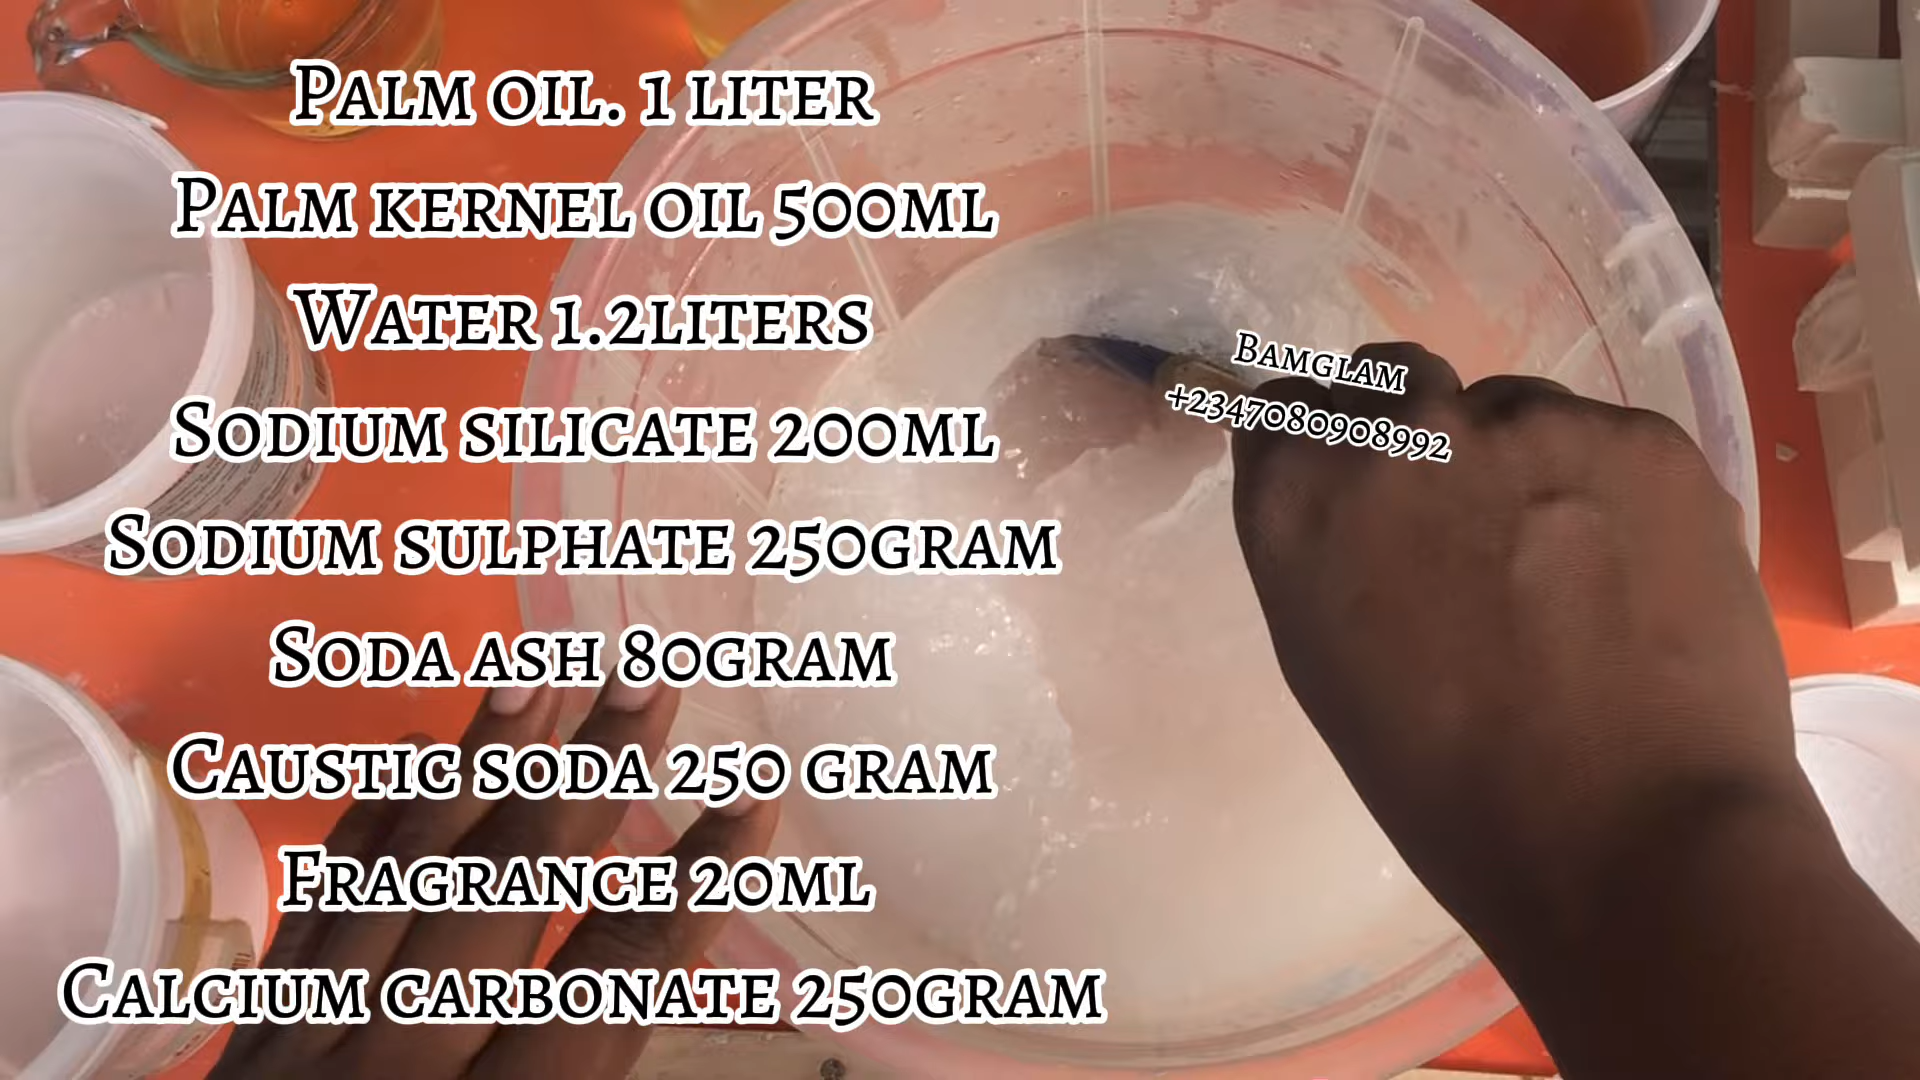 Palm oil. 1 liter
Palm kernel oil 500ml
Water 1.2liters
Sodium silicate 200ml
Sodium sulphate 250gram
Soda ash 80gram
Caustic soda 250 gram
Fragrance 20ml
Calcium carbonate 250gram
Bamglam
+2347080908992